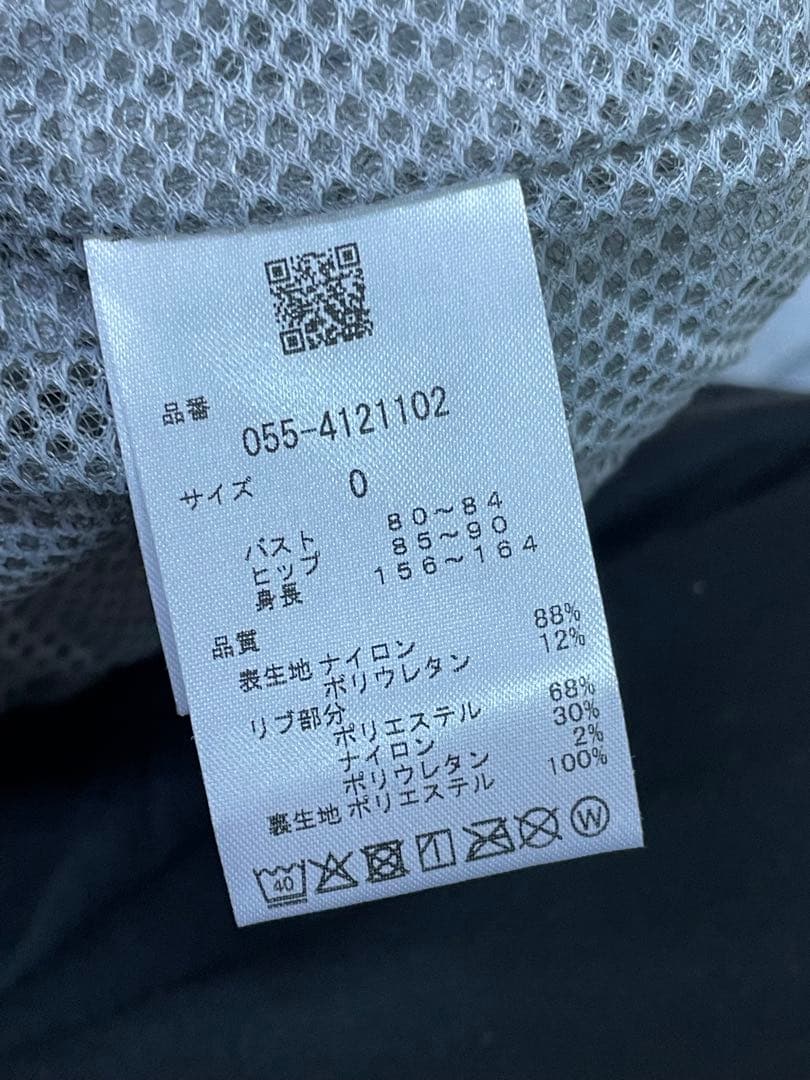 品番
055-4121102
サイズ 0
バスト 80～84
ヒップ 85～90
身長 156～164
品質
表生地 ナイロン 88%
ポリウレタン 12%
リブ部分
ポリエステル 68%
ナイロン 30%
ポリウレタン 2%
裏生地 ポリエステル 100%
40
W